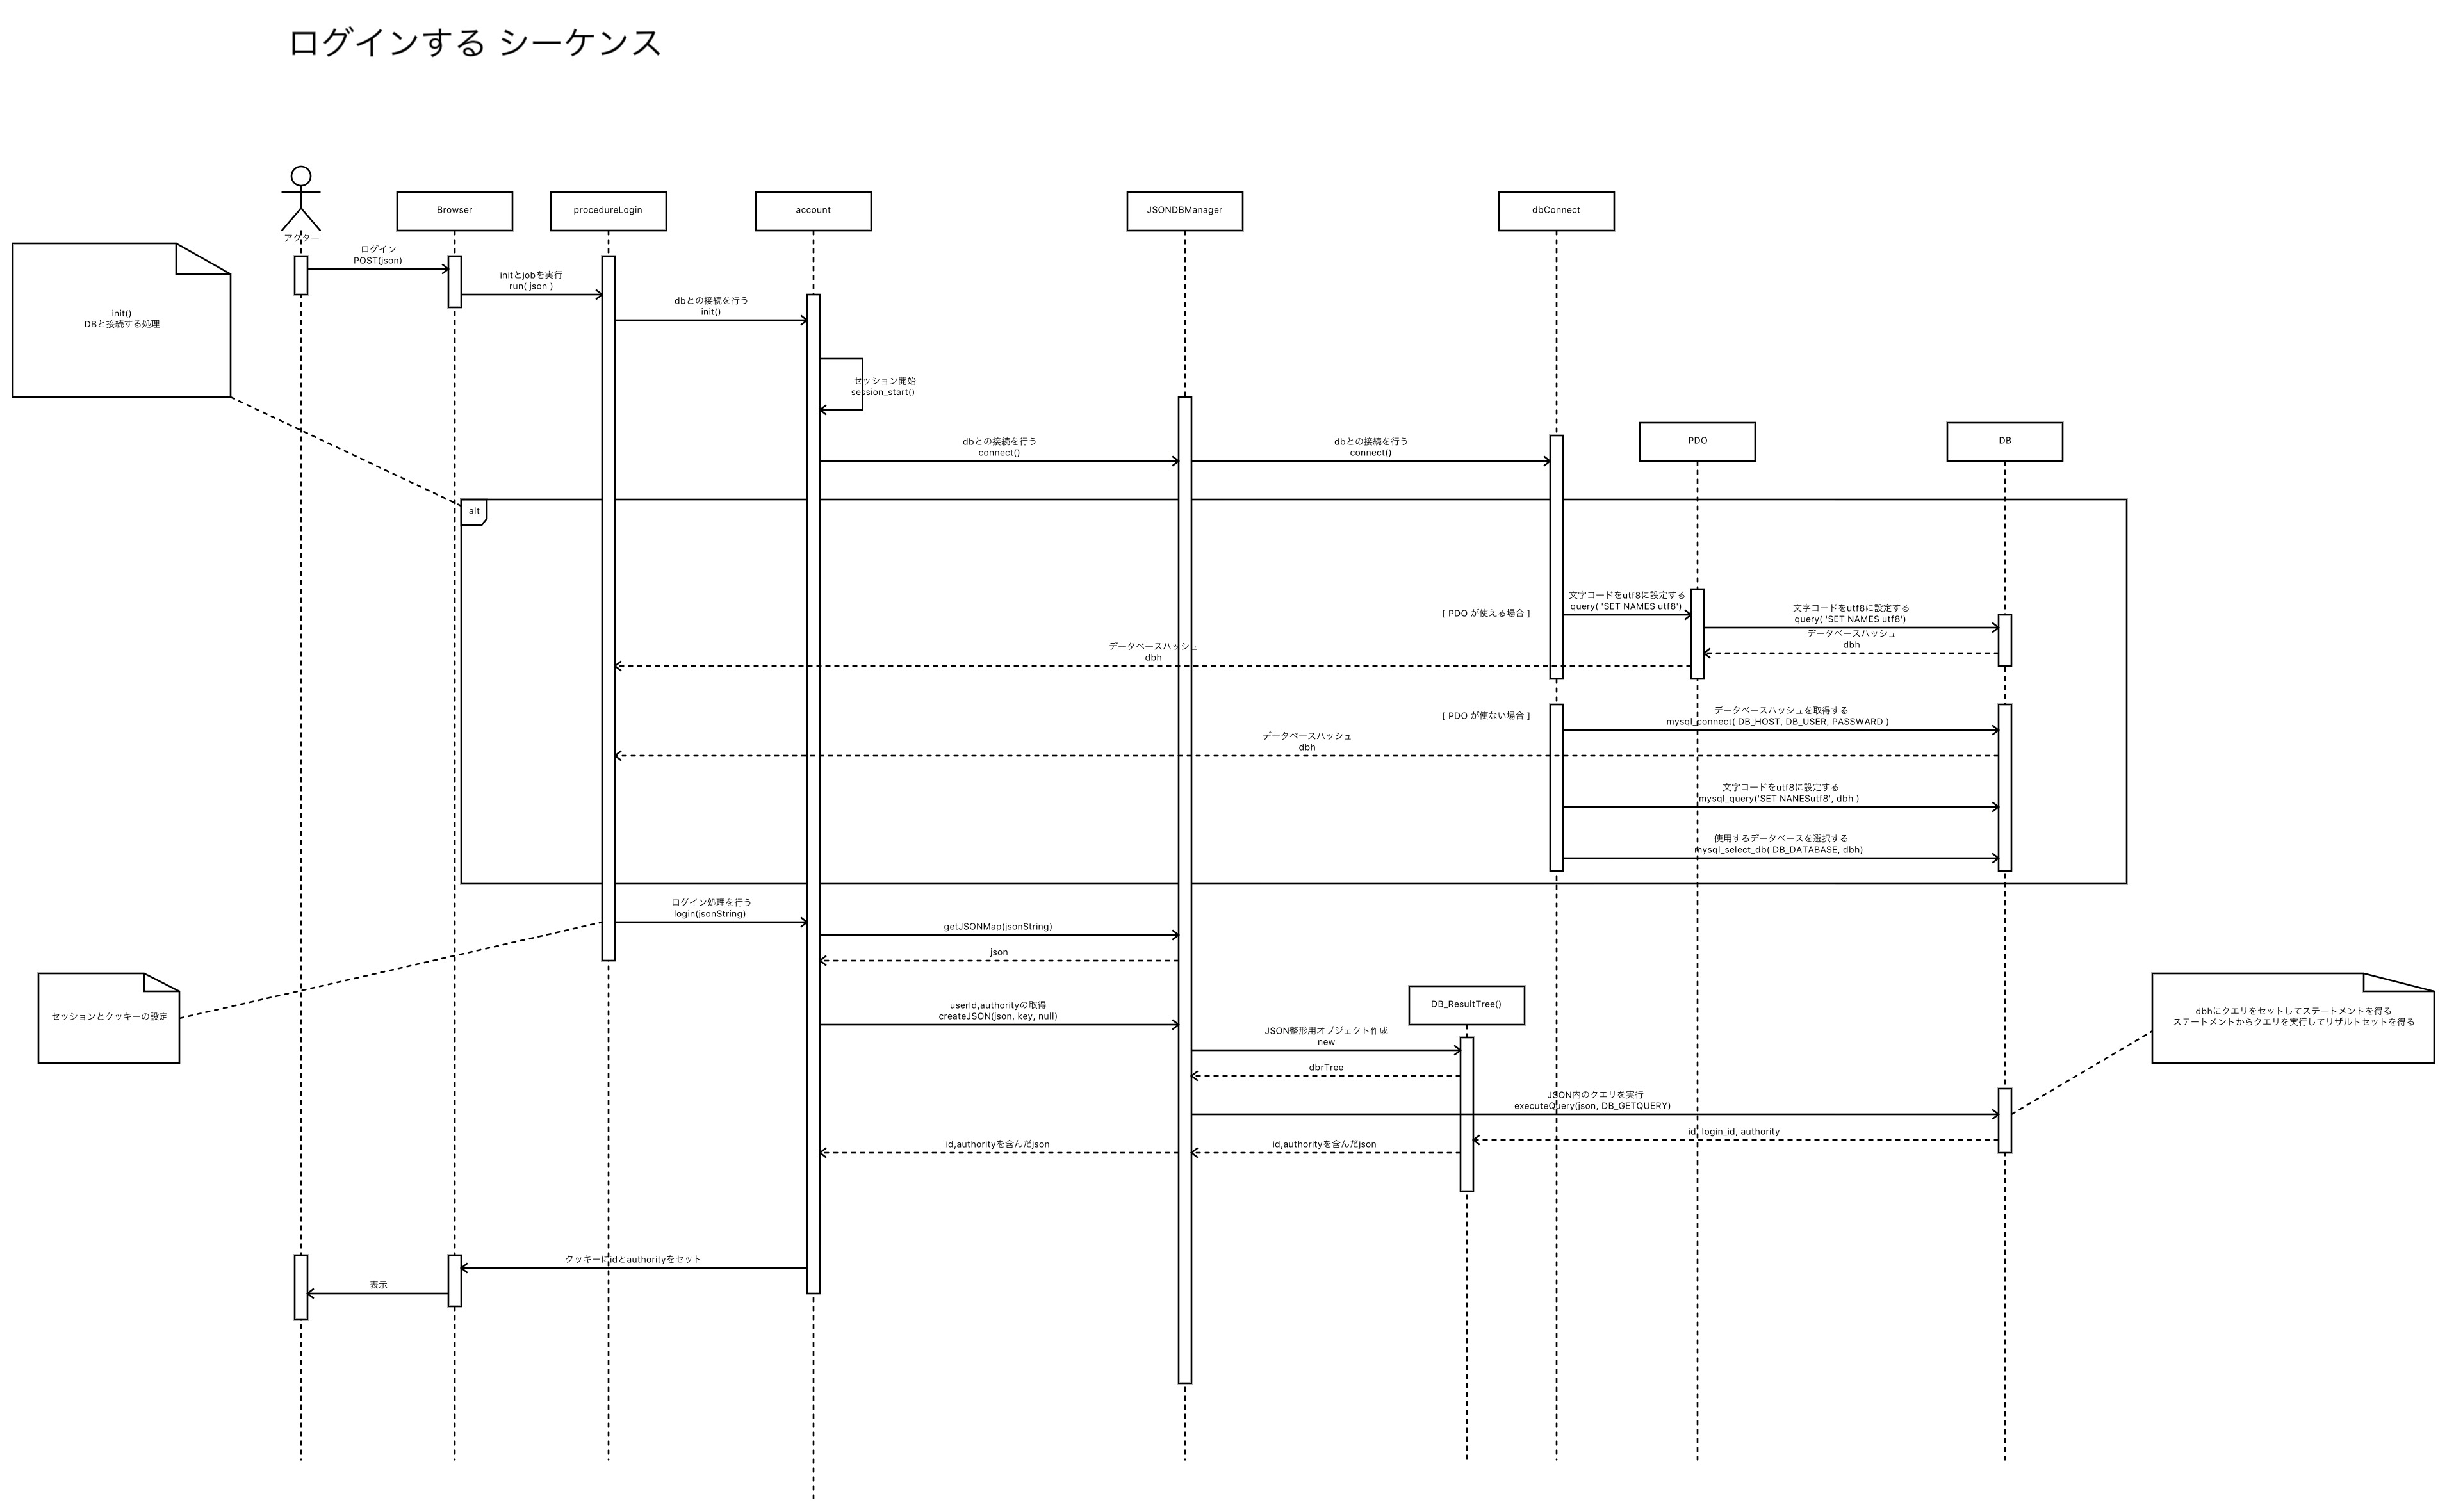 ログインする シーケンス
アクター
Browser
procedureLogin
account
JSONDBManager
dbConnect
ログイン
POST(json)
initとjobを実行
run( json )
dbとの接続を行う
init()
init()
DBと接続する処理
セッション開始
session_start()
dbとの接続を行う
connect()
dbとの接続を行う
connect()
PDO
DB
alt
[ PDO が使える場合 ]
文字コードをutf8に設定する
query( 'SET NAMES utf8')
文字コードをutf8に設定する
query( 'SET NAMES utf8')
データベースハッシュ
dbh
データベースハッシュ
dbh
[ PDO が使ない場合 ]
データベースハッシュを取得する
mysql_connect( DB_HOST, DB_USER, PASSWARD )
データベースハッシュ
dbh
文字コードをutf8に設定する
mysql_query('SET NANESutf8', dbh )
使用するデータベースを選択する
mysql_select_db( DB_DATABASE, dbh)
ログイン処理を行う
login(jsonString)
getJSONMap(jsonString)
json
セッションとクッキーの設定
userId,authorityの取得
createJSON(json, key, null)
DB_ResultTree()
JSON整形用オブジェクト作成
new
dbrTree
dbhにクエリをセットしてステートメントを得る
ステートメントからクエリを実行してリザルトセットを得る
JSON内のクエリを実行
executeQuery(json, DB_GETQUERY)
id, login_id, authority
id,authorityを含んだjson
id,authorityを含んだjson
クッキーにidとauthorityをセット
表示